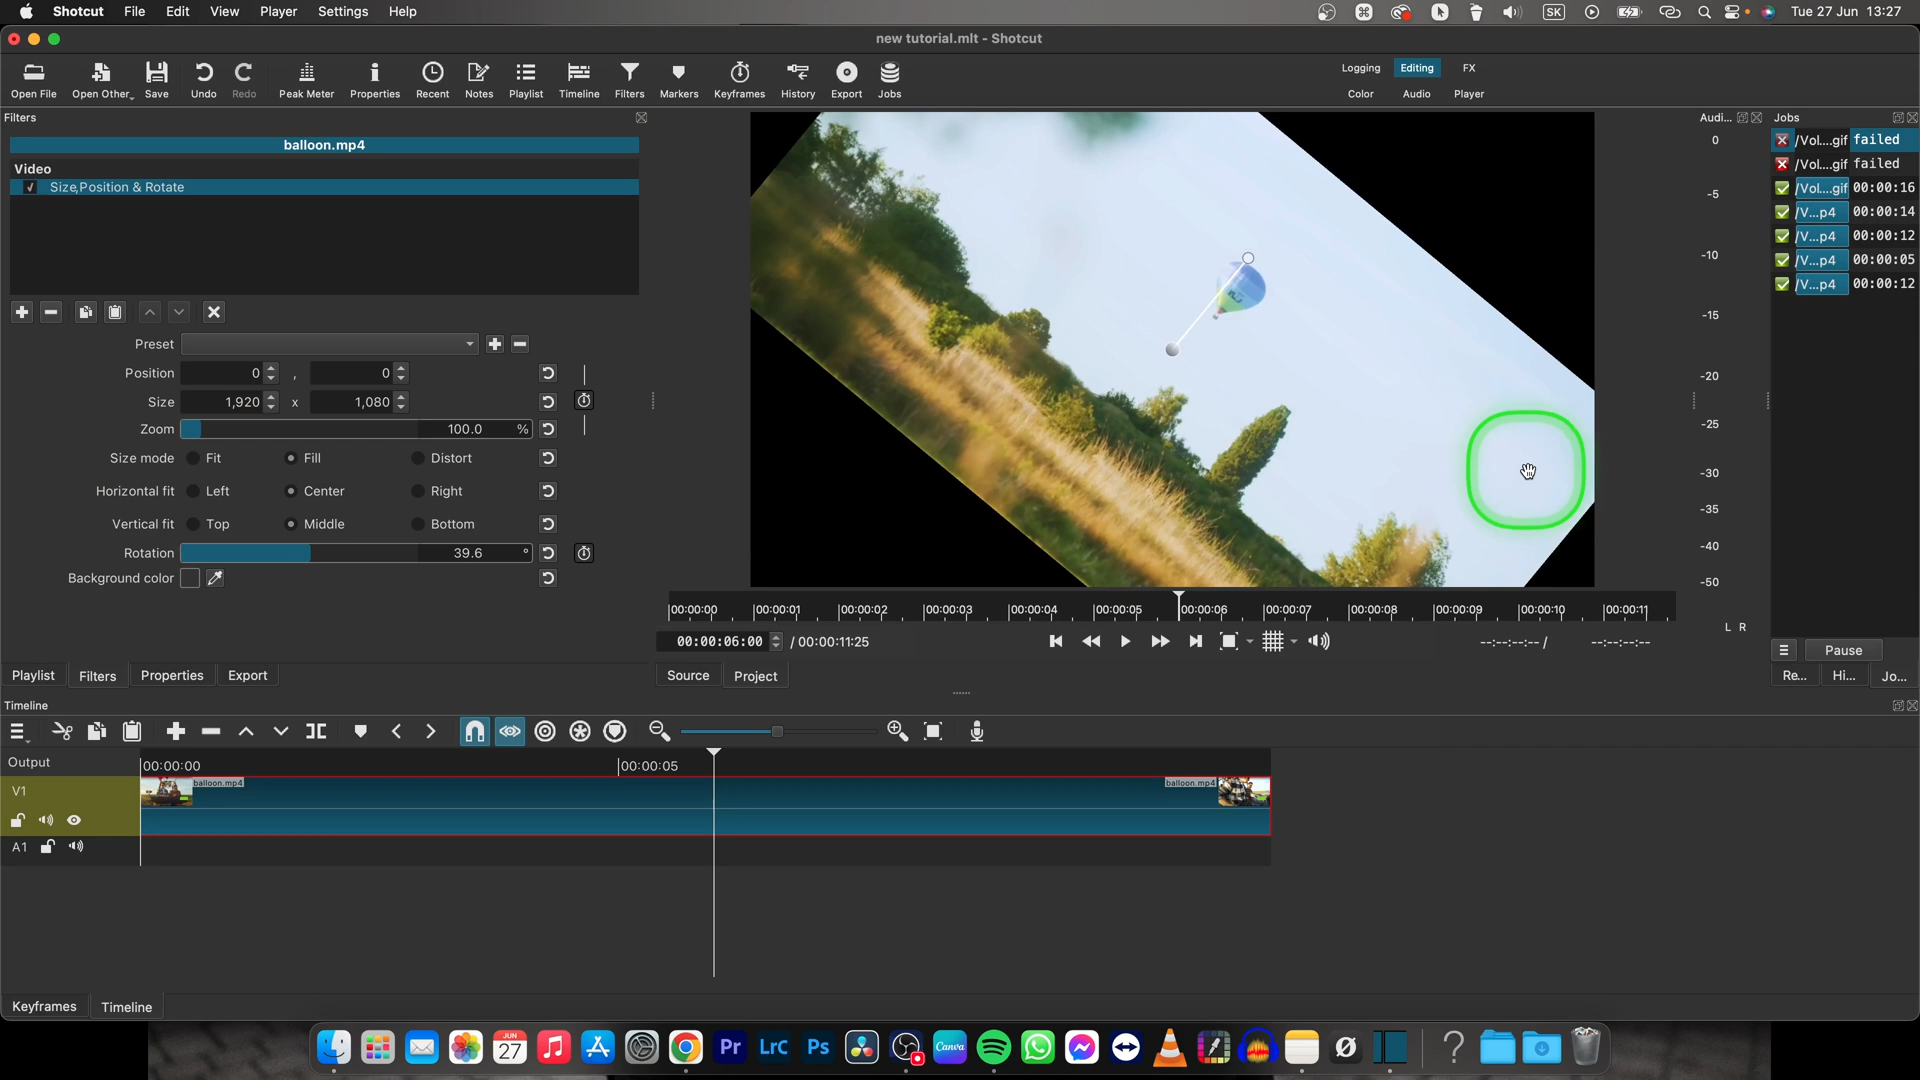 Shotcut File Edit View Player Settings Help SK Tue 27 Jun 13:27
new tutorial.mlt - Shotcut
Open File Open Other Save Undo Redo Peak Meter Properties Recent Notes Playlist Timeline Filters Markers Keyframes History Export Jobs
Logging Editing FX
Color Audio Player
Filters
balloon.mp4
Video
Size, Position & Rotate
Preset
Position 0 , 0
Size 1,920 x 1,080
Zoom 100.0 %
Size mode Fit Fill Distort
Horizontal fit Left Center Right
Vertical fit Top Middle Bottom
Rotation 39.6 °
Background color
Playlist Filters Properties Export
00:00:00 00:00:01 00:00:02 00:00:03 00:00:04 00:00:05 00:00:06 00:00:07 00:00:08 00:00:09 00:00:10 00:00:11
00:00:06:00 / 00:00:11:25
--:--:--:-- / --:--:--:--
Source Project
Audi...
0
-5
-10
-15
-20
-25
-30
-35
-40
-45
-50
L R
Jobs
/Vol....gif failed
/Vol....gif failed
/Vol....gif 00:00:16
/V...p4 00:00:14
/V...p4 00:00:12
/V...p4 00:00:05
/V...p4 00:00:12
Pause
Re... Hi... Jo...
Timeline
Output
00:00:00 00:00:05
V1
balloon.mp4 balloon.mp4
A1
Keyframes Timeline
JUN
27
Pr LrC Ps Canva